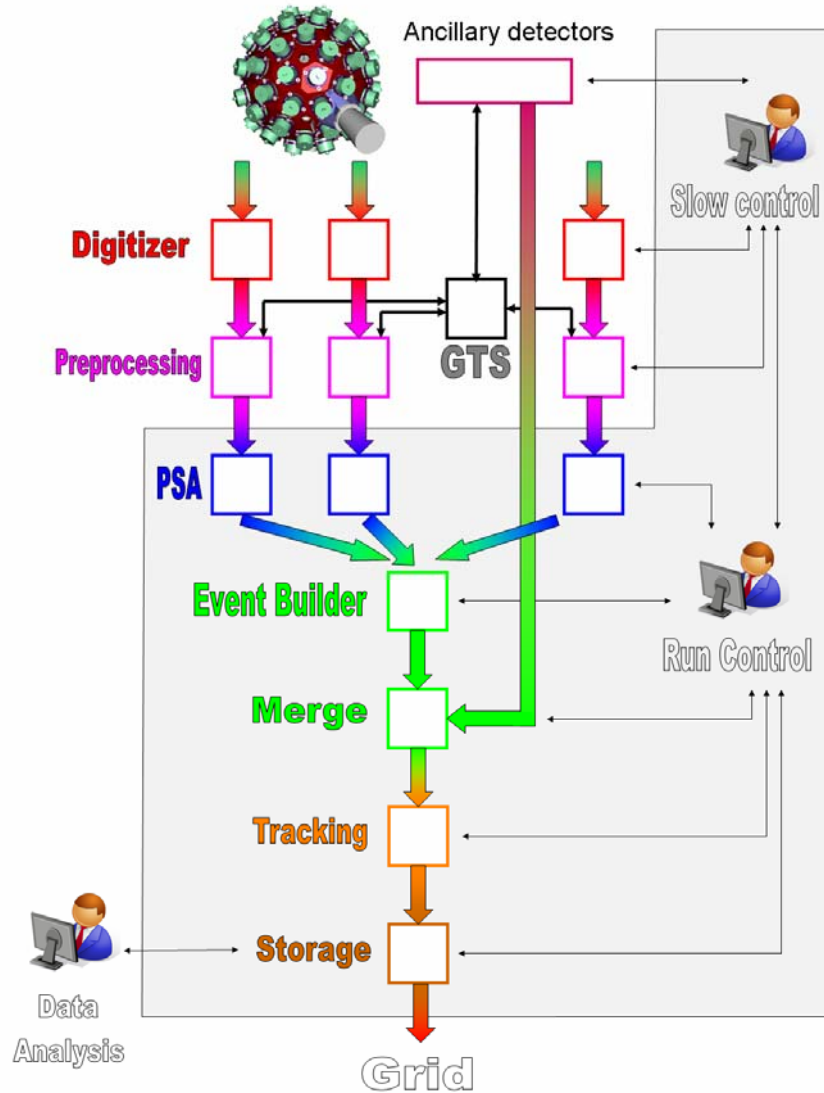 Ancillary detectors
Slow control
Digitizer
Preprocessing
GTS
PSA
Event Builder
Run Control
Merge
Tracking
Storage
Data
Analysis
Grid